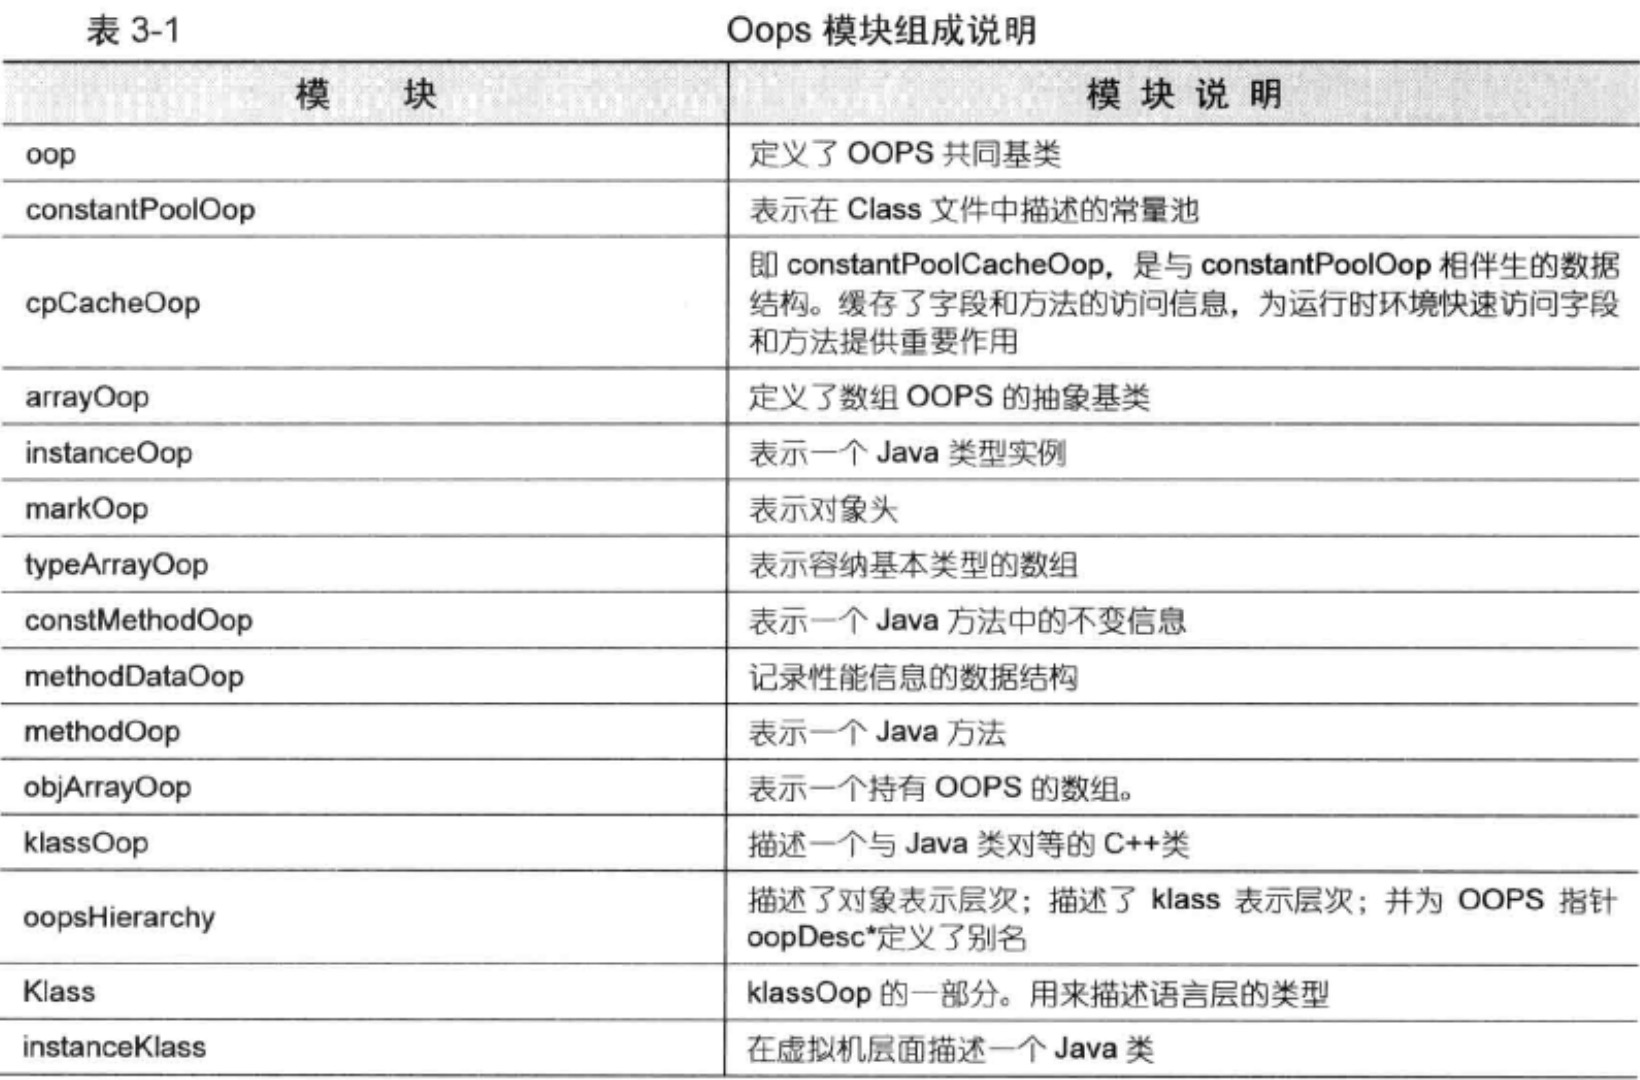 表 3-1
Oops 模块组成说明
模 块
模 块 说 明
oop
定义了 OOPS 共同基类
constantPoolOop
表示在 Class 文件中描述的常量池
cpCacheOop
即 constantPoolCacheOop，是与 constantPoolOop 相伴生的数据
结构。缓存了字段和方法的访问信息，为运行时环境快速访问字段
和方法提供重要作用
arrayOop
定义了数组 OOPS 的抽象基类
instanceOop
表示一个 Java 类型实例
markOop
表示对象头
typeArrayOop
表示容纳基本类型的数组
constMethodOop
表示一个 Java 方法中的不变信息
methodDataOop
记录性能信息的数据结构
methodOop
表示一个 Java 方法
objArrayOop
表示一个持有 OOPS 的数组。
klassOop
描述一个与 Java 类对等的 C++类
oopsHierarchy
描述了对象表示层次；描述了 klass 表示层次；并为 OOPS 指针
oopDesc*定义了别名
Klass
klassOop 的一部分。用来描述语言层的类型
instanceKlass
在虚拟机层面描述一个 Java 类